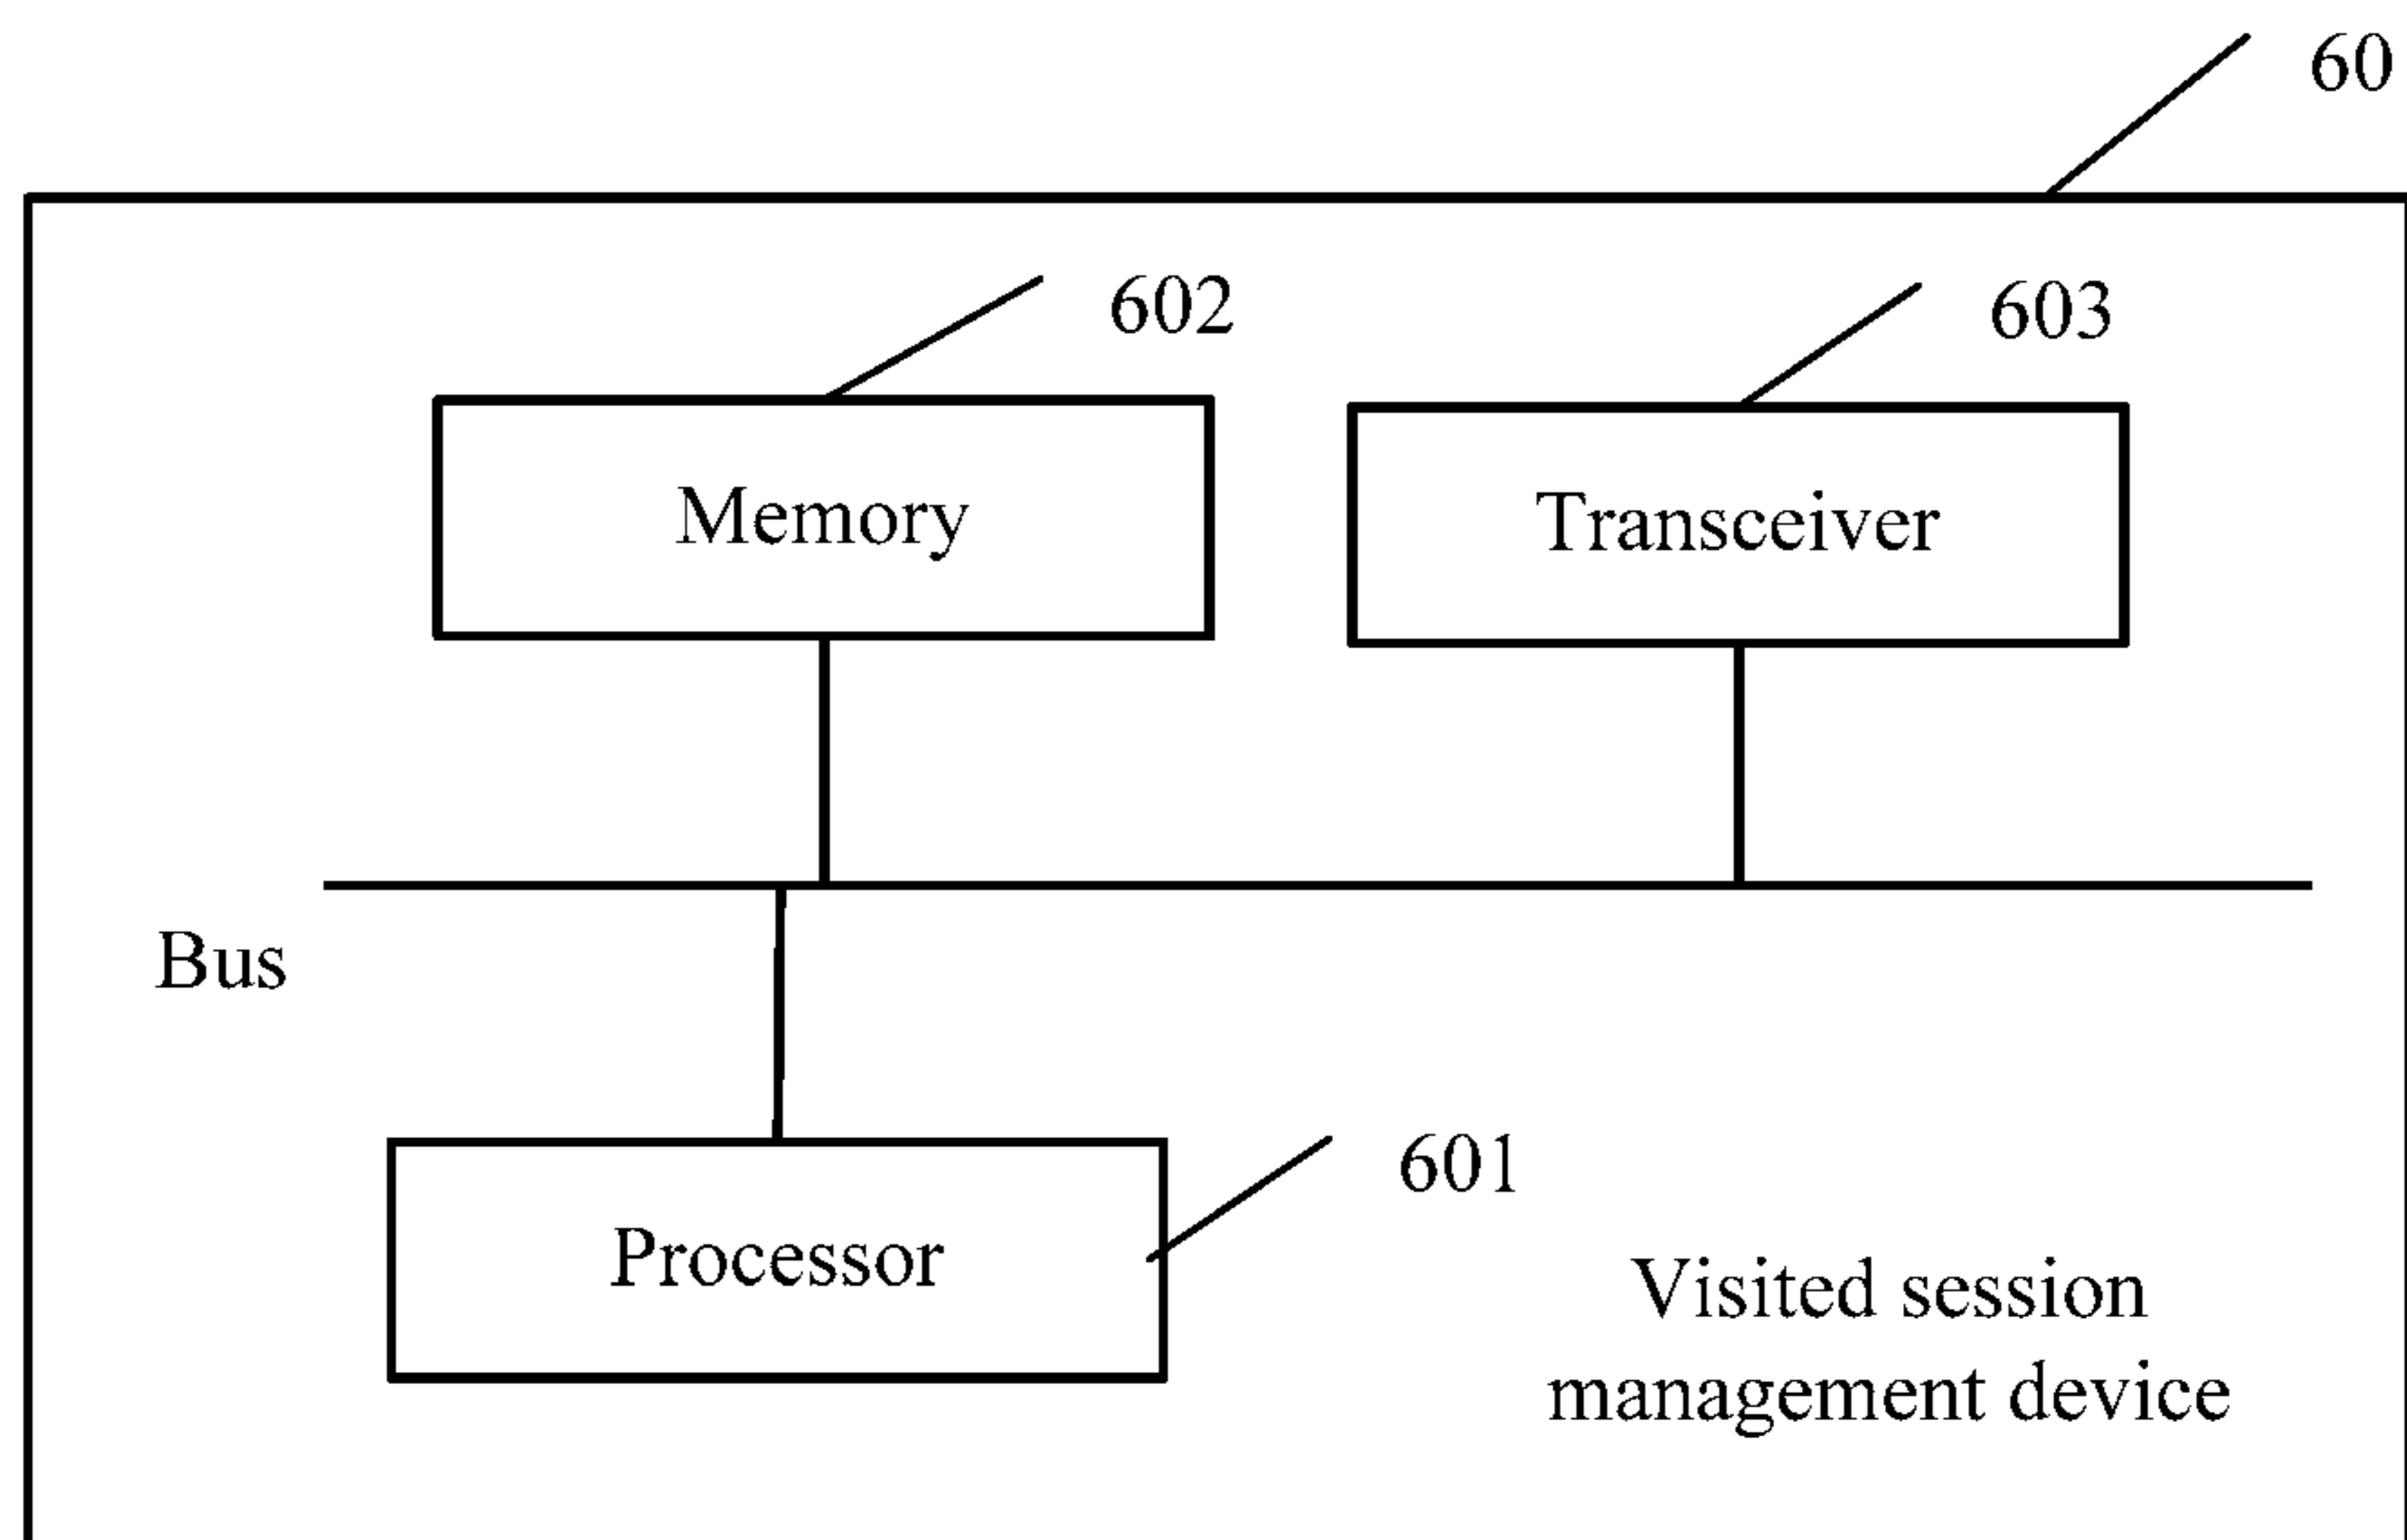 60
602
603
Memory
Transceiver
Bus
601
Processor
Visited session
management device